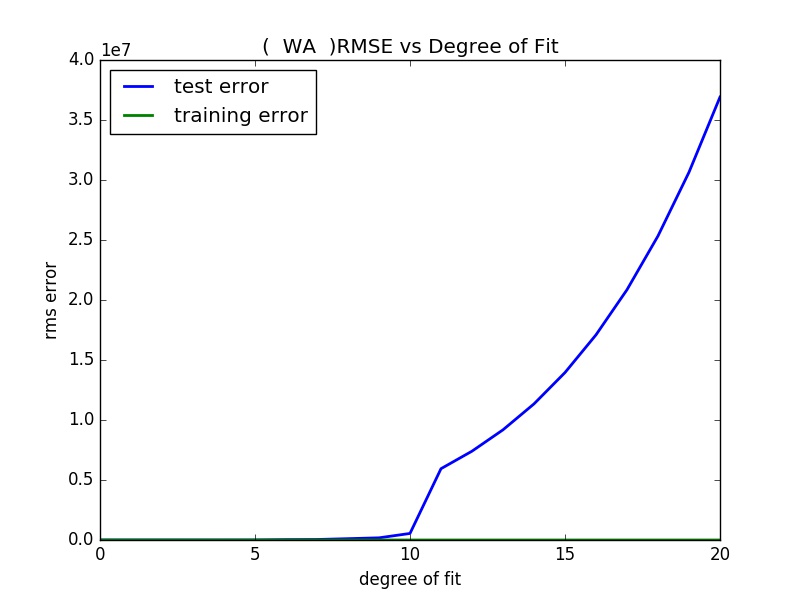 (  WA  )RMSE vs Degree of Fit
1e7
4.0
3.5
3.0
2.5
2.0
1.5
1.0
0.5
0.0
test error
training error
rms error
0 5 10 15 20
degree of fit